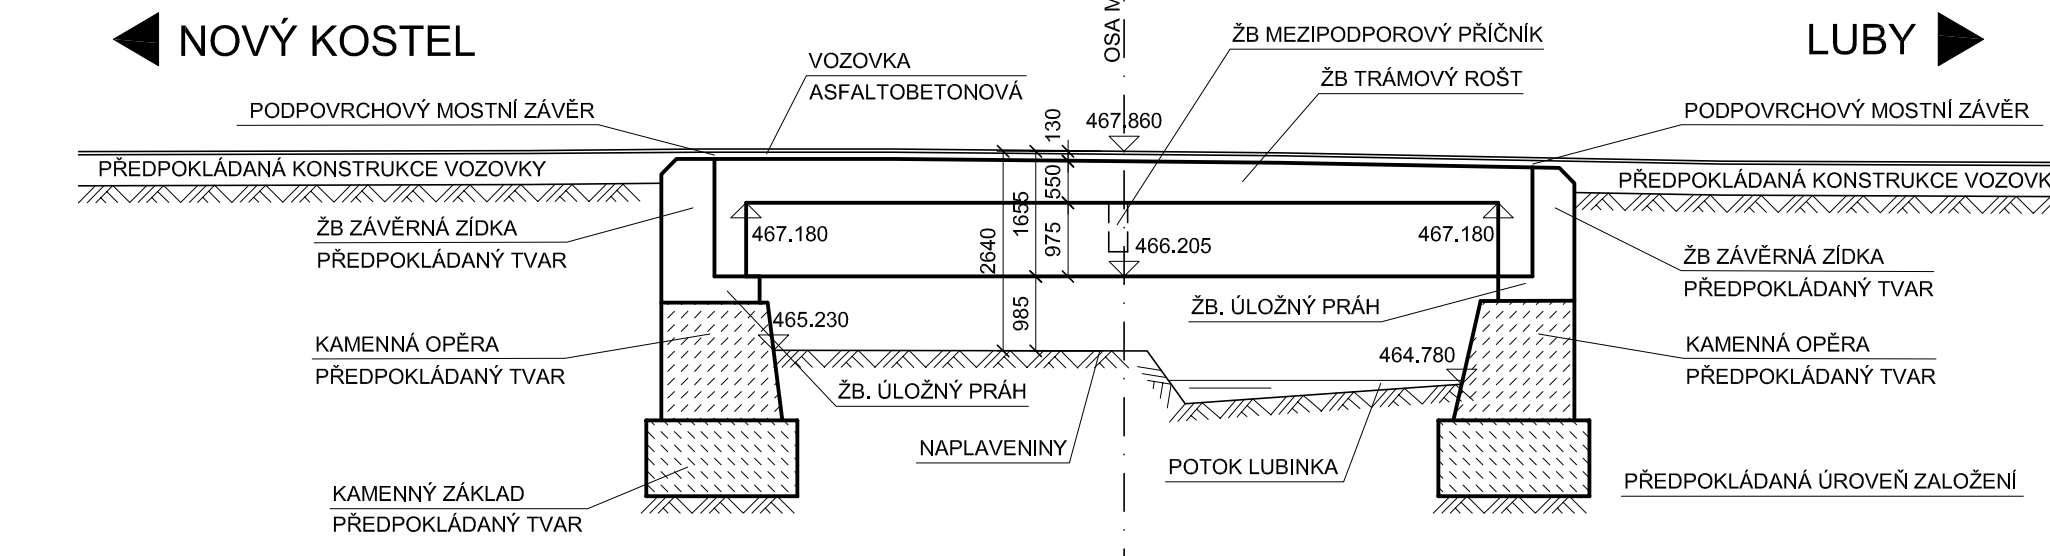 NOVÝ KOSTEL
OSA M
ŽB MEZIPODPOROVÝ PŘÍČNÍK
LUBY
VOZOVKA
ASFALTOBETONOVÁ
ŽB TRÁMOVÝ ROŠT
PODPOVRCHOVÝ MOSTNÍ ZÁVĚR
130
467.860
PODPOVRCHOVÝ MOSTNÍ ZÁVĚR
PŘEDPOKLÁDANÁ KONSTRUKCE VOZOVKY
550
PŘEDPOKLÁDANÁ KONSTRUKCE VOZOVK
ŽB ZÁVĚRNÁ ZÍDKA
PŘEDPOKLÁDANÝ TVAR
467.180
2640
1655
975
466.205
467.180
ŽB ZÁVĚRNÁ ZÍDKA
PŘEDPOKLÁDANÝ TVAR
465.230
985
ŽB. ÚLOŽNÝ PRÁH
KAMENNÁ OPĚRA
PŘEDPOKLÁDANÝ TVAR
464.780
KAMENNÁ OPĚRA
PŘEDPOKLÁDANÝ TVAR
ŽB. ÚLOŽNÝ PRÁH
NAPLAVENINY
POTOK LUBINKA
KAMENNÝ ZÁKLAD
PŘEDPOKLÁDANÝ TVAR
PŘEDPOKLÁDANÁ ÚROVEŇ ZALOŽENÍ